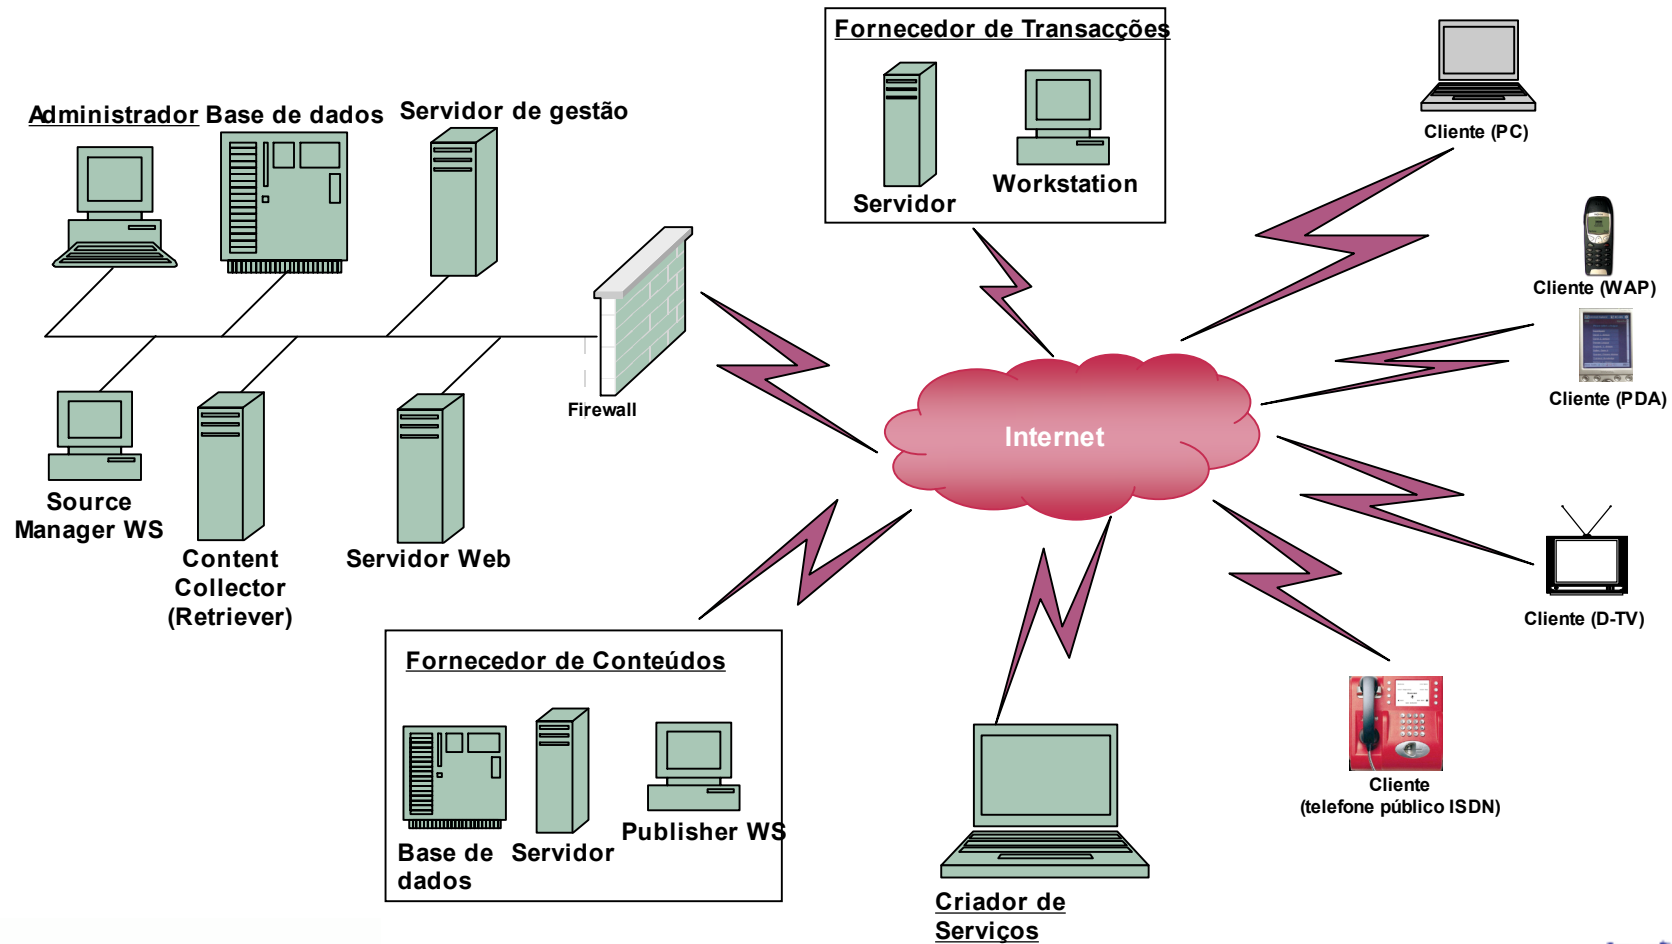 Fornecedor de Transacções
Servidor
Workstation
Administrador
Base de dados
Servidor de gestão
Firewall
Source
Manager WS
Content
Collector
(Retriever)
Servidor Web
Internet
Cliente (PC)
Cliente (WAP)
Cliente (PDA)
Cliente (D-TV)
Cliente
(telefone público ISDN)
Fornecedor de Conteúdos
Base de
dados
Servidor
Publisher WS
Criador de
Serviços